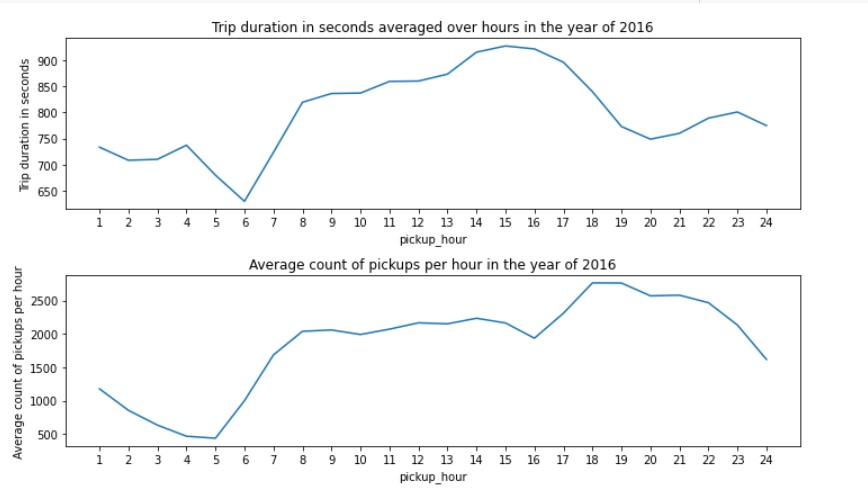 Trip duration in seconds averaged over hours in the year of 2016
Trip duration in seconds
900
850
800
750
700
650
1 2 3 4 5 6 7 8 9 10 11 12 13 14 15 16 17 18 19 20 21 22 23 24
pickup_hour
Average count of pickups per hour in the year of 2016
Average count of pickups per hour
2500
2000
1500
1000
500
1 2 3 4 5 6 7 8 9 10 11 12 13 14 15 16 17 18 19 20 21 22 23 24
pickup_hour